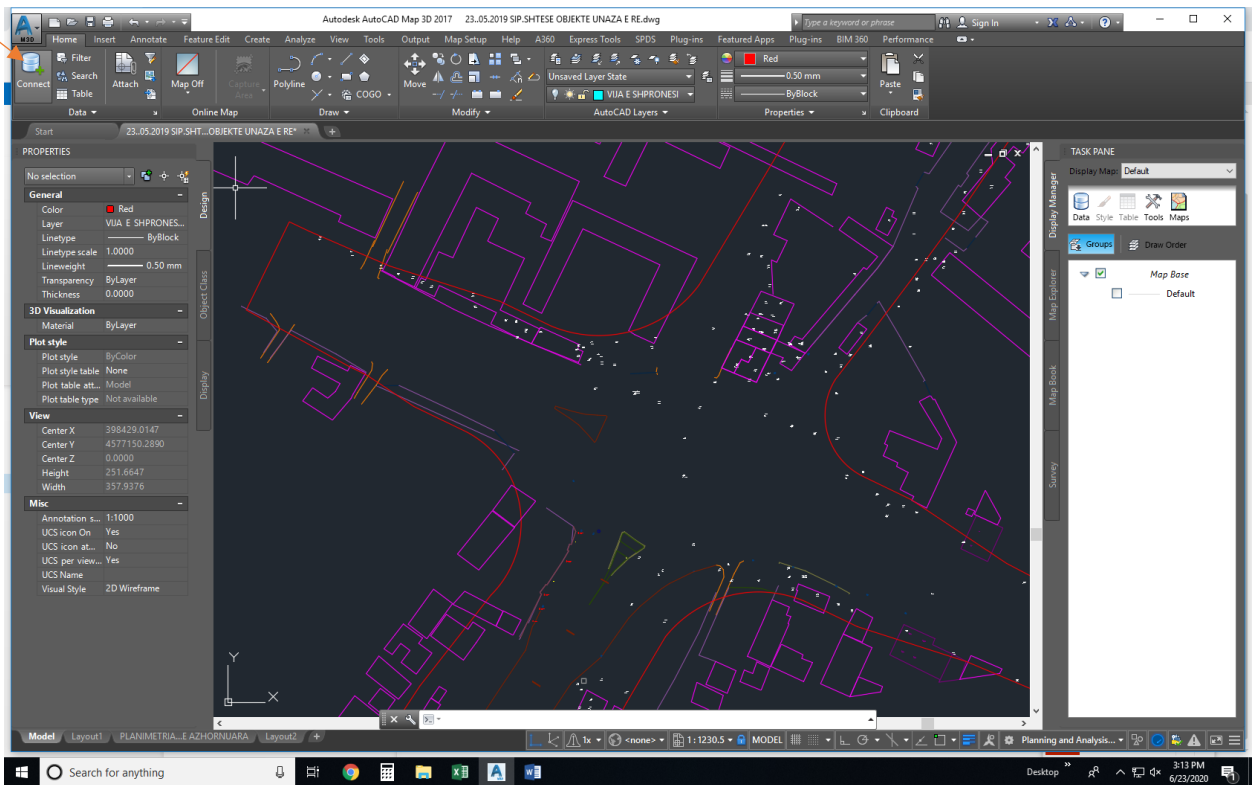 Autodesk AutoCAD Map 3D 2017 23..05.2019 SIP.SHTESE OBJEKTE UNAZA E RE.dwg
Type a keyword or phrase
Sign In
M3D
Home Insert Annotate Feature Edit Create Analyze View Tools Output Map Setup Help A360 Express Tools SPDS Plug-ins Featured Apps Plug-ins BIM 360 Performance
Connect
Filter
Search
Table
Attach
Map Off
Capture Area
Polyline
COGO
Move
Unsaved Layer State
VIJA E SHPRONESI
Red
0.50 mm
ByBlock
Paste
Data
Online Map
Draw
Modify
AutoCAD Layers
Properties
Clipboard
Start
23..05.2019 SIP.SHT...OBJEKTE UNAZA E RE*
PROPERTIES
No selection
General
Color Red
Layer VIJA E SHPRONES...
Linetype ByBlock
Linetype scale 1.0000
Lineweight 0.50 mm
Transparency ByLayer
Thickness 0.0000
3D Visualization
Material ByLayer
Plot style
Plot style ByColor
Plot style table None
Plot table att... Model
Plot table type Not available
View
Center X 398429.0147
Center Y 4577150.2890
Center Z 0.0000
Height 251.6647
Width 357.9376
Misc
Annotation s... 1:1000
UCS icon On Yes
UCS icon at... No
UCS per view... Yes
UCS Name
Visual Style 2D Wireframe
Design
Object Class
Display
Y
X
TASK PANE
Display Map: Default
Data Style Table Tools Maps
Groups
Draw Order
Map Base
Default
Display Manager
Map Explorer
Map Book
Survey
Model Layout1 PLANIMETRIA...E AZHORNUARA Layout2 +
1x
<none>
1:1230.5
MODEL
Planning and Analysis...
Search for anything
Desktop
3:13 PM
6/23/2020